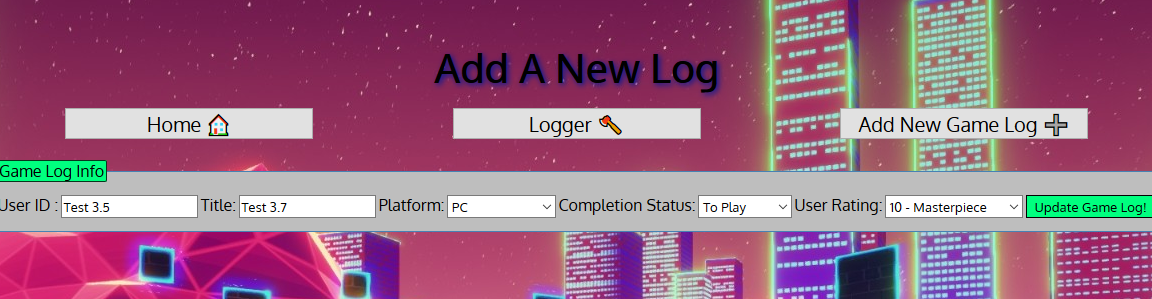 Add A New Log
Home 🏠 Logger 🪓 Add New Game Log ➕
Game Log Info
User ID : Test 3.5 Title: Test 3.7 Platform: PC Completion Status: To Play User Rating: 10 - Masterpiece Update Game Log!